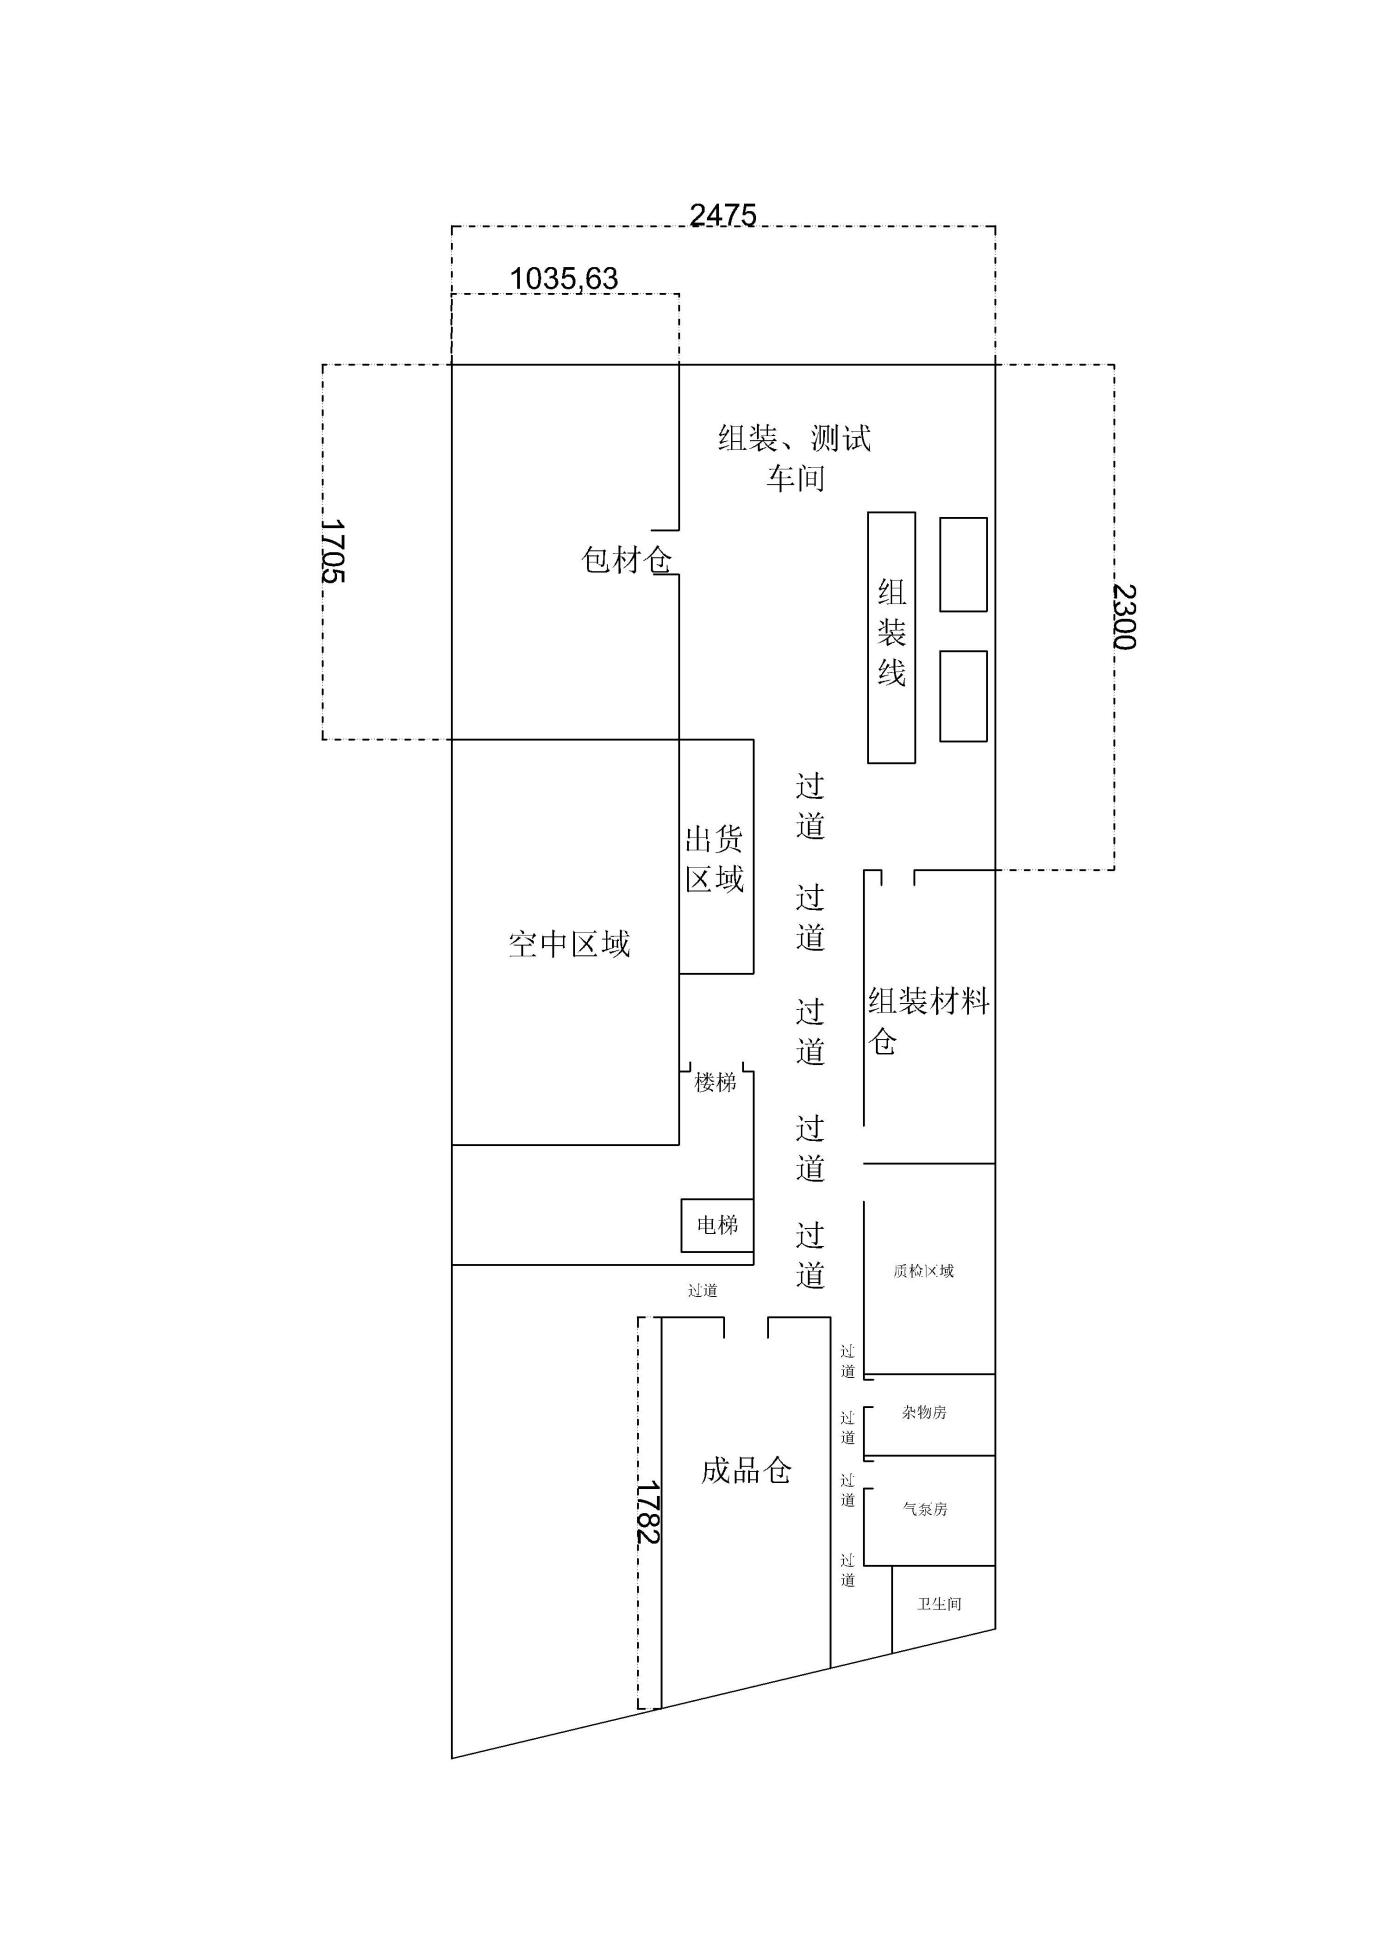 2475
1035,63
1705
2300
组装、测试
车间
包材仓
组
装
线
过
道
出货
区域
过
道
空中区域
组装材料
仓
过
道
楼梯
过
道
电梯
过
道
质检区域
过道
过
道
杂物房
过
道
成品仓
1782
过
道
气泵房
过
道
卫生间